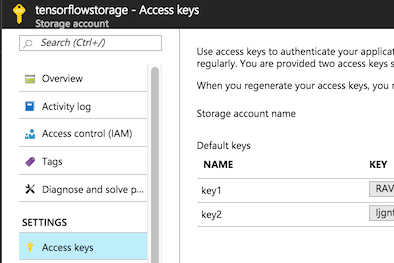 tensorflowstorage - Access keys
Storage account
Search (Ctrl+/)
Overview
Activity log
Access control (IAM)
Tags
Diagnose and solve p...
SETTINGS
Access keys
Use access keys to authenticate your applicat
regularly. You are provided two access keys s
When you regenerate your access keys, you r
Storage account name
Default keys
NAME KEY
key1 RAV
key2 ljgnt